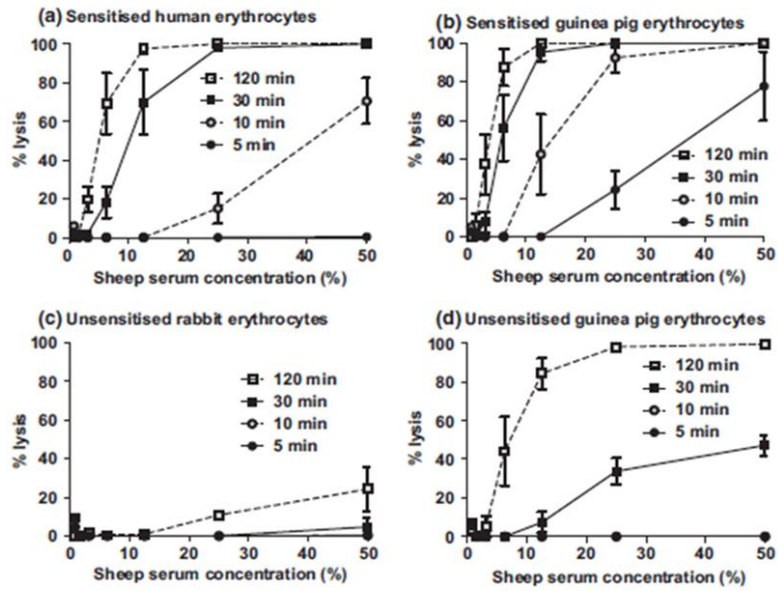 (a) Sensitised human erythrocytes
100
80
60
40
20
0
% lysis
120 min
30 min
10 min
5 min
0 10 20 30 40 50
Sheep serum concentration (%)
(b) Sensitised guinea pig erythrocytes
100
80
60
40
20
0
% lysis
120 min
30 min
10 min
5 min
0 10 20 30 40 50
Sheep serum concentration (%)
(c) Unsensitised rabbit erythrocytes
100
80
60
40
20
0
% lysis
120 min
30 min
10 min
5 min
0 10 20 30 40 50
Sheep serum concentration (%)
(d) Unsensitised guinea pig erythrocytes
100
80
60
40
20
0
% lysis
120 min
30 min
10 min
5 min
0 10 20 30 40 50
Sheep serum concentration (%)